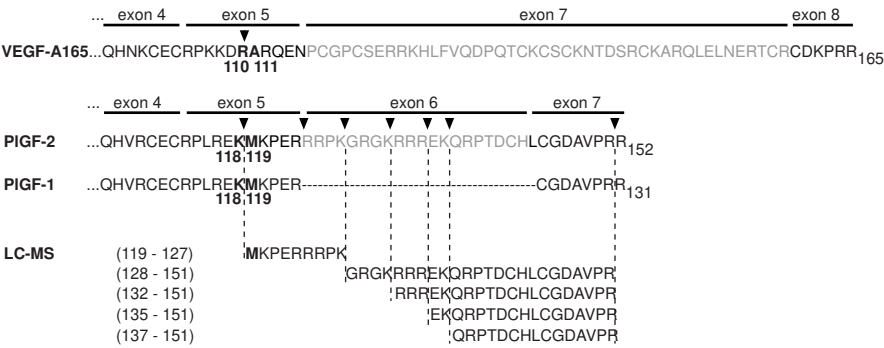 ... exon 4 exon 5 exon 7 exon 8
VEGF-A165...QHNKCECRPKKDRARQENPCGPCSERRKHLFVQDPQTCKCSCKNTDSRCKARQLELNERTCRCDKPRR165
110 111
... exon 4 exon 5 exon 6 exon 7
PlGF-2 ...QHVRCECRPLREKMKPERRRPKGRGKRRREKQRPTDCHLCGDAVPRR152
118 119
PlGF-1 ...QHVRCECRPLREKMKPER-----------------------------------CGDAVPRR131
118 119
LC-MS (119 - 127) MKPERRRPK
(128 - 151) GRGKRRREKQRPTDCHLCGDAVPR
(132 - 151) RRREKQRPTDCHLCGDAVPR
(135 - 151) EKQRPTDCHLCGDAVPR
(137 - 151) QRPTDCHLCGDAVPR